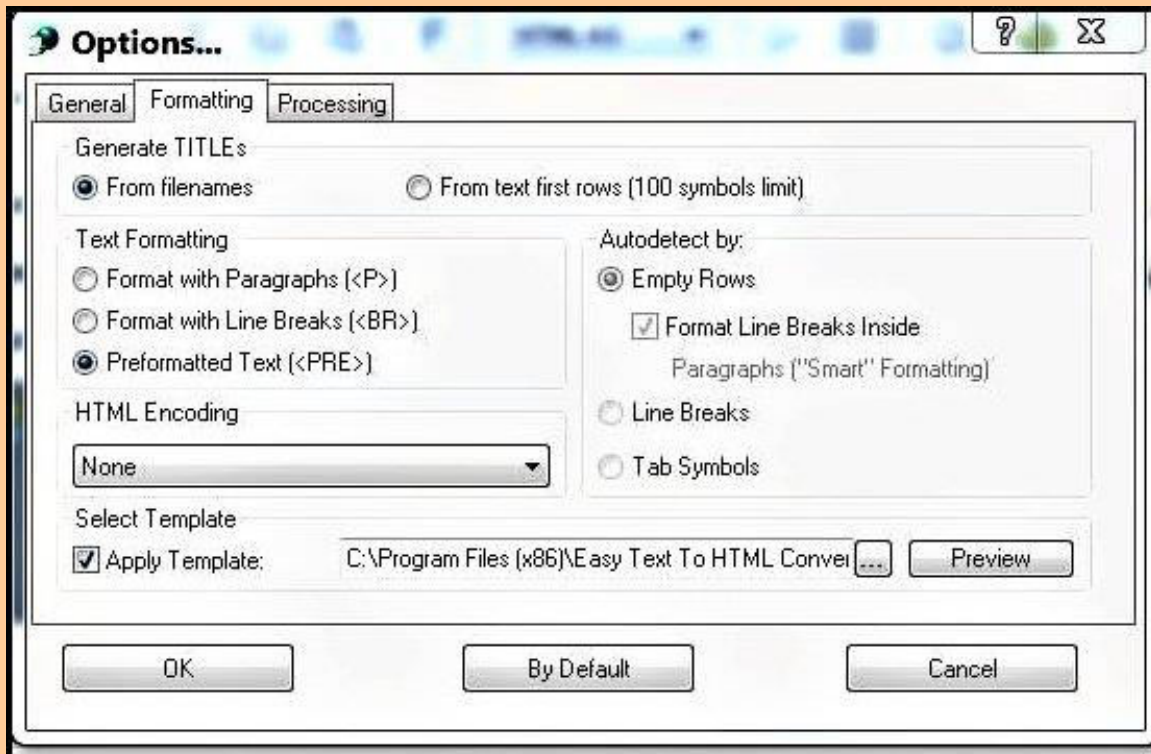 Options...
General Formatting Processing
Generate TITLEs
From filenames From text first rows (100 symbols limit)
Text Formatting
Format with Paragraphs (<P>)
Format with Line Breaks (<BR>)
Preformatted Text (<PRE>)
HTML Encoding
None
Autodetect by:
Empty Rows
Format Line Breaks Inside
Paragraphs ("Smart" Formatting)
Line Breaks
Tab Symbols
Select Template
Apply Template: C:\Program Files (x86)\Easy Text To HTML Conver ... Preview
OK By Default Cancel